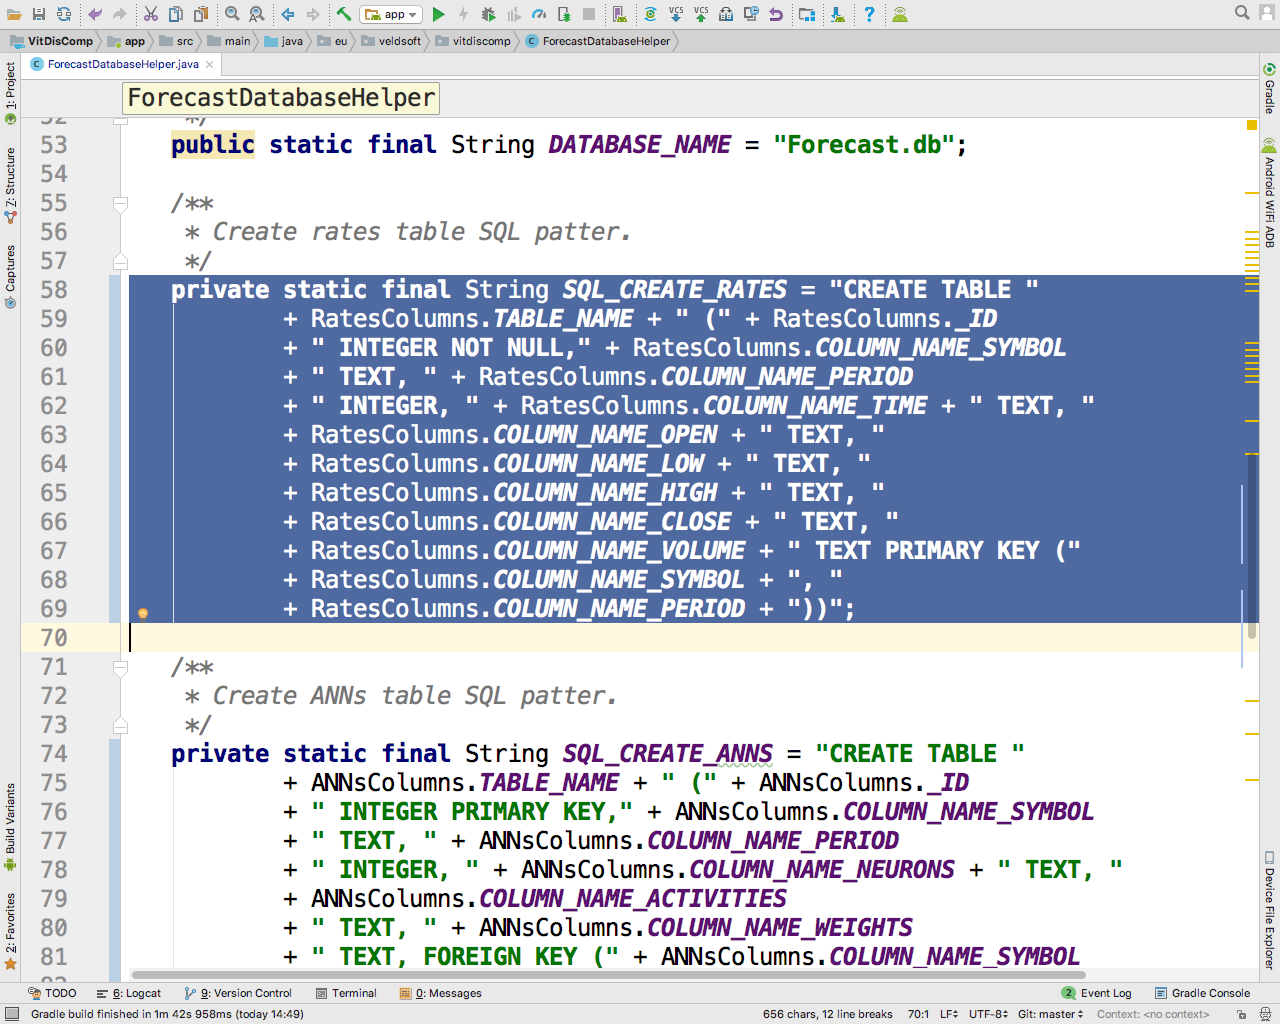 app
VitDisComp app src main java eu veldsoft vitdiscomp ForecastDatabaseHelper
ForecastDatabaseHelper.java
ForecastDatabaseHelper
52 */
53 public static final String DATABASE_NAME = "Forecast.db";
54
55 /**
56 * Create rates table SQL patter.
57 */
58 private static final String SQL_CREATE_RATES = "CREATE TABLE "
59 + RatesColumns.TABLE_NAME + " (" + RatesColumns._ID
60 + " INTEGER NOT NULL," + RatesColumns.COLUMN_NAME_SYMBOL
61 + " TEXT, " + RatesColumns.COLUMN_NAME_PERIOD
62 + " INTEGER, " + RatesColumns.COLUMN_NAME_TIME + " TEXT, "
63 + RatesColumns.COLUMN_NAME_OPEN + " TEXT, "
64 + RatesColumns.COLUMN_NAME_LOW + " TEXT, "
65 + RatesColumns.COLUMN_NAME_HIGH + " TEXT, "
66 + RatesColumns.COLUMN_NAME_CLOSE + " TEXT, "
67 + RatesColumns.COLUMN_NAME_VOLUME + " TEXT PRIMARY KEY ("
68 + RatesColumns.COLUMN_NAME_SYMBOL + ", "
69 + RatesColumns.COLUMN_NAME_PERIOD + "))";
70
71 /**
72 * Create ANNs table SQL patter.
73 */
74 private static final String SQL_CREATE_ANNS = "CREATE TABLE "
75 + ANNsColumns.TABLE_NAME + " (" + ANNsColumns._ID
76 + " INTEGER PRIMARY KEY," + ANNsColumns.COLUMN_NAME_SYMBOL
77 + " TEXT, " + ANNsColumns.COLUMN_NAME_PERIOD
78 + " INTEGER, " + ANNsColumns.COLUMN_NAME_NEURONS + " TEXT, "
79 + ANNsColumns.COLUMN_NAME_ACTIVITIES
80 + " TEXT, " + ANNsColumns.COLUMN_NAME_WEIGHTS
81 + " TEXT, FOREIGN KEY (" + ANNsColumns.COLUMN_NAME_SYMBOL
1: Project
Z: Structure
Captures
Build Variants
2: Favorites
Gradle
Android WiFi ADB
Device File Explorer
TODO 6: Logcat 9: Version Control Terminal 0: Messages 2 Event Log Gradle Console
Gradle build finished in 1m 42s 958ms (today 14:49) 656 chars, 12 line breaks 70:1 LF UTF-8 Git: master Context: <no context>